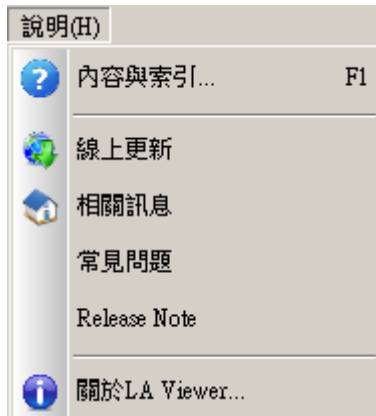 說明(H)
內容與索引... F1
線上更新
相關訊息
常見問題
Release Note
關於LA Viewer...